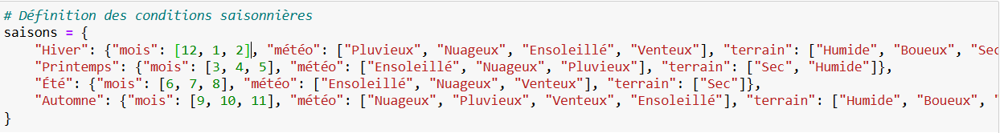 # Définition des conditions saisonnières
saisons = {
    "Hiver": {"mois": [12, 1, 2], "météo": ["Pluvieux", "Nuageux", "Ensoleillé", "Venteux"], "terrain": ["Humide", "Boueux", "Sec
    "Printemps": {"mois": [3, 4, 5], "météo": ["Ensoleillé", "Nuageux", "Pluvieux"], "terrain": ["Sec", "Humide"]},
    "Été": {"mois": [6, 7, 8], "météo": ["Ensoleillé", "Nuageux", "Venteux"], "terrain": ["Sec"]},
    "Automne": {"mois": [9, 10, 11], "météo": ["Nuageux", "Pluvieux", "Venteux", "Ensoleillé"], "terrain": ["Humide", "Boueux", "
}